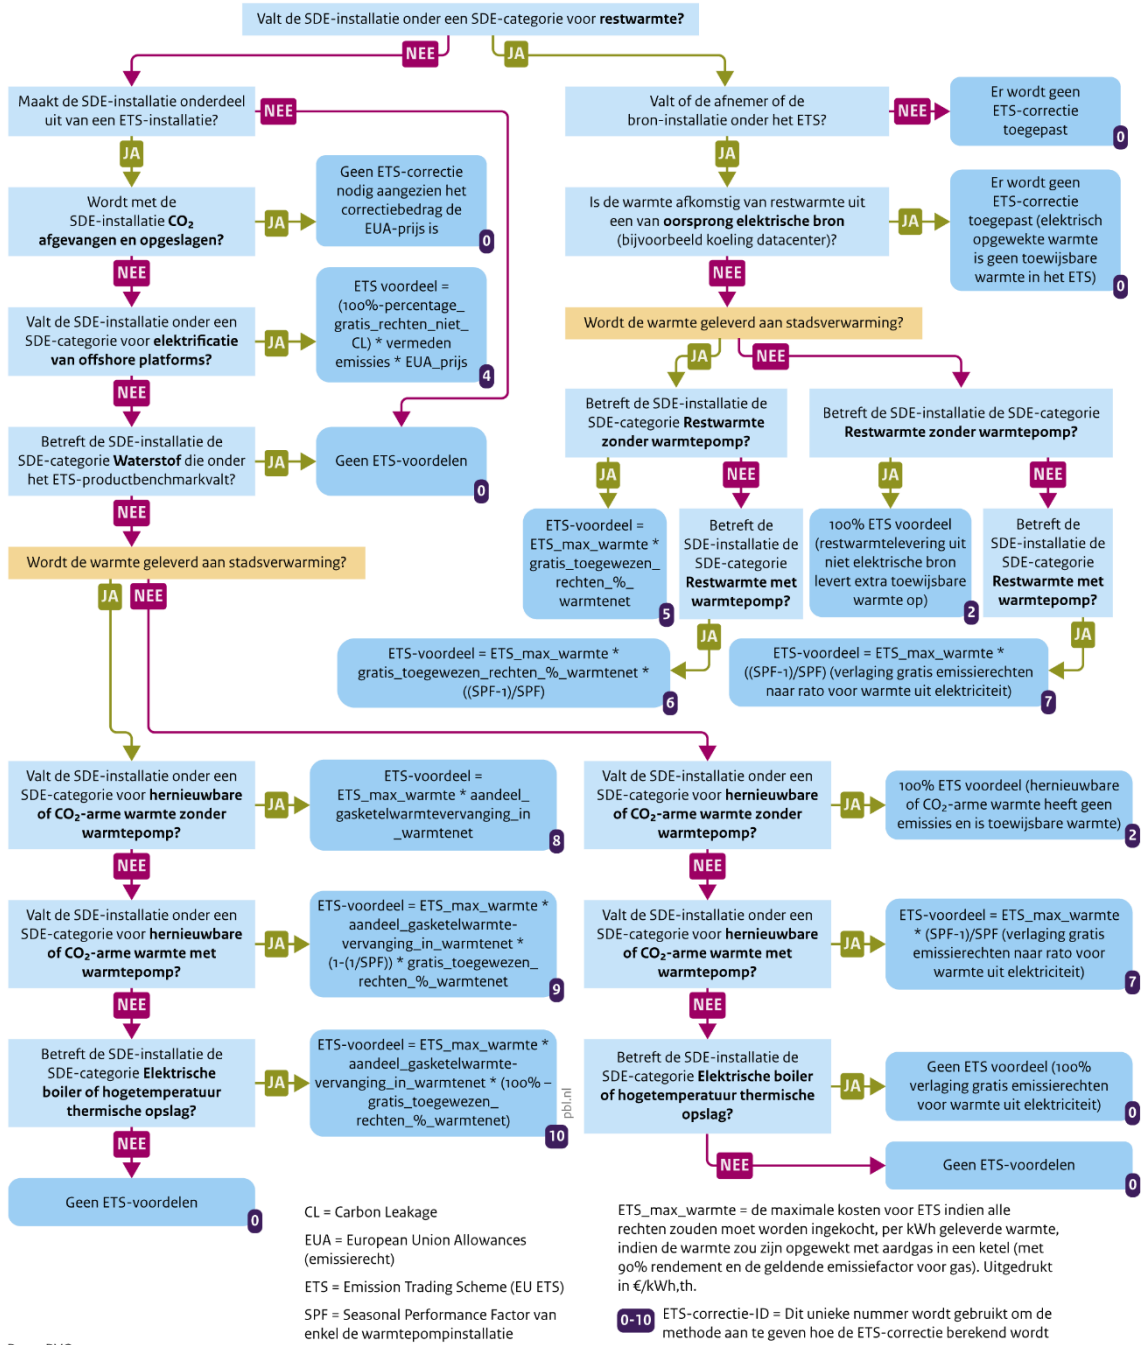 Valt de SDE-installatie onder een SDE-categorie voor restwarmte?
NEE
JA
Maakt de SDE-installatie onderdeel
uit van een ETS-installatie?
NEE
JA
Wordt met de
SDE-installatie CO₂
afgevangen en opgeslagen?
JA
Geen ETS-correctie
nodig aangezien het
correctiebedrag de
EUA-prijs is
0
NEE
Valt de SDE-installatie onder een
SDE-categorie voor elektrificatie
van offshore platforms?
JA
ETS voordeel =
(100%-percentage_
gratis_rechten_niet_
CL) * vermeden
emissies * EUA_prijs
4
NEE
Betreft de SDE-installatie de
SDE-categorie Waterstof die onder
het ETS-productbenchmarkvalt?
JA
Geen ETS-voordelen
0
NEE
Wordt de warmte geleverd aan stadsverwarming?
JA
NEE
Valt of de afnemer of de
bron-installatie onder het ETS?
NEE
Er wordt geen
ETS-correctie
toegepast
0
JA
Is de warmte afkomstig van restwarmte uit
een van oorsprong elektrische bron
(bijvoorbeeld koeling datacenter)?
JA
Er wordt geen
ETS-correctie
toegepast (elektrisch
opgewekte warmte
is geen toewijsbare
warmte in het ETS)
0
NEE
Wordt de warmte geleverd aan stadsverwarming?
JA
NEE
Betreft de SDE-installatie de
SDE-categorie Restwarmte
zonder warmtepomp?
JA
NEE
ETS-voordeel =
ETS_max_warmte *
gratis_toegewezen_
rechten_%_
warmtenet
5
Betreft de
SDE-installatie de
SDE-categorie
Restwarmte met
warmtepomp?
JA
ETS-voordeel = ETS_max_warmte *
gratis_toegewezen_rechten_%_warmtenet *
((SPF-1)/SPF)
6
Betreft de SDE-installatie de SDE-categorie
Restwarmte zonder warmtepomp?
JA
NEE
100% ETS voordeel
(restwarmtelevering uit
niet elektrische bron
levert extra toewijsbare
warmte op)
2
Betreft de
SDE-installatie de
SDE-categorie
Restwarmte met
warmtepomp?
JA
ETS-voordeel = ETS_max_warmte *
((SPF-1)/SPF) (verlaging gratis emissierechten
naar rato voor warmte uit elektriciteit)
7
Valt de SDE-installatie onder een
SDE-categorie voor hernieuwbare
of CO₂-arme warmte zonder
warmtepomp?
JA
ETS-voordeel =
ETS_max_warmte * aandeel_
gasketelwarmtevervanging_in
_warmtenet
8
NEE
Valt de SDE-installatie onder een
SDE-categorie voor hernieuwbare
of CO₂-arme warmte met
warmtepomp?
JA
ETS-voordeel = ETS_max_warmte *
aandeel_gasketelwarmte-
vervanging_in_warmtenet *
(1-(1/SPF)) * gratis_toegewezen_
rechten_%_warmtenet
9
NEE
Betreft de SDE-installatie de
SDE-categorie Elektrische
boiler of hogetemperatuur
thermische opslag?
JA
ETS-voordeel = ETS_max_warmte *
aandeel_gasketelwarmte-
vervanging_in_warmtenet * (100% –
gratis_toegewezen_
rechten_%_warmtenet)
10
NEE
Geen ETS-voordelen
0
Valt de SDE-installatie onder een
SDE-categorie voor hernieuwbare
of CO₂-arme warmte zonder
warmtepomp?
JA
100% ETS voordeel (hernieuwbare
of CO₂-arme warmte heeft geen
emissies en is toewijsbare warmte)
2
NEE
Valt de SDE-installatie onder een
SDE-categorie voor hernieuwbare
of CO₂-arme warmte met
warmtepomp?
JA
ETS-voordeel = ETS_max_warmte
* (SPF-1)/SPF (verlaging gratis
emissierechten naar rato voor
warmte uit elektriciteit)
7
NEE
Betreft de SDE-installatie de
SDE-categorie Elektrische boiler
of hogetemperatuur thermische
opslag?
JA
Geen ETS voordeel (100%
verlaging gratis emissierechten
voor warmte uit elektriciteit)
0
NEE
Geen ETS-voordelen
0
pbl.nl
CL = Carbon Leakage
EUA = European Union Allowances
(emissierecht)
ETS = Emission Trading Scheme (EU ETS)
SPF = Seasonal Performance Factor van
enkel de warmtepompinstallatie
ETS_max_warmte = de maximale kosten voor ETS indien alle
rechten zouden moet worden ingekocht, per kWh geleverde warmte,
indien de warmte zou zijn opgewekt met aardgas in een ketel (met
90% rendement en de geldende emissiefactor voor gas). Uitgedrukt
in €/kWh,th.
0-10 ETS-correctie-ID = Dit unieke nummer wordt gebruikt om de
methode aan te geven hoe de ETS-correctie berekend wordt